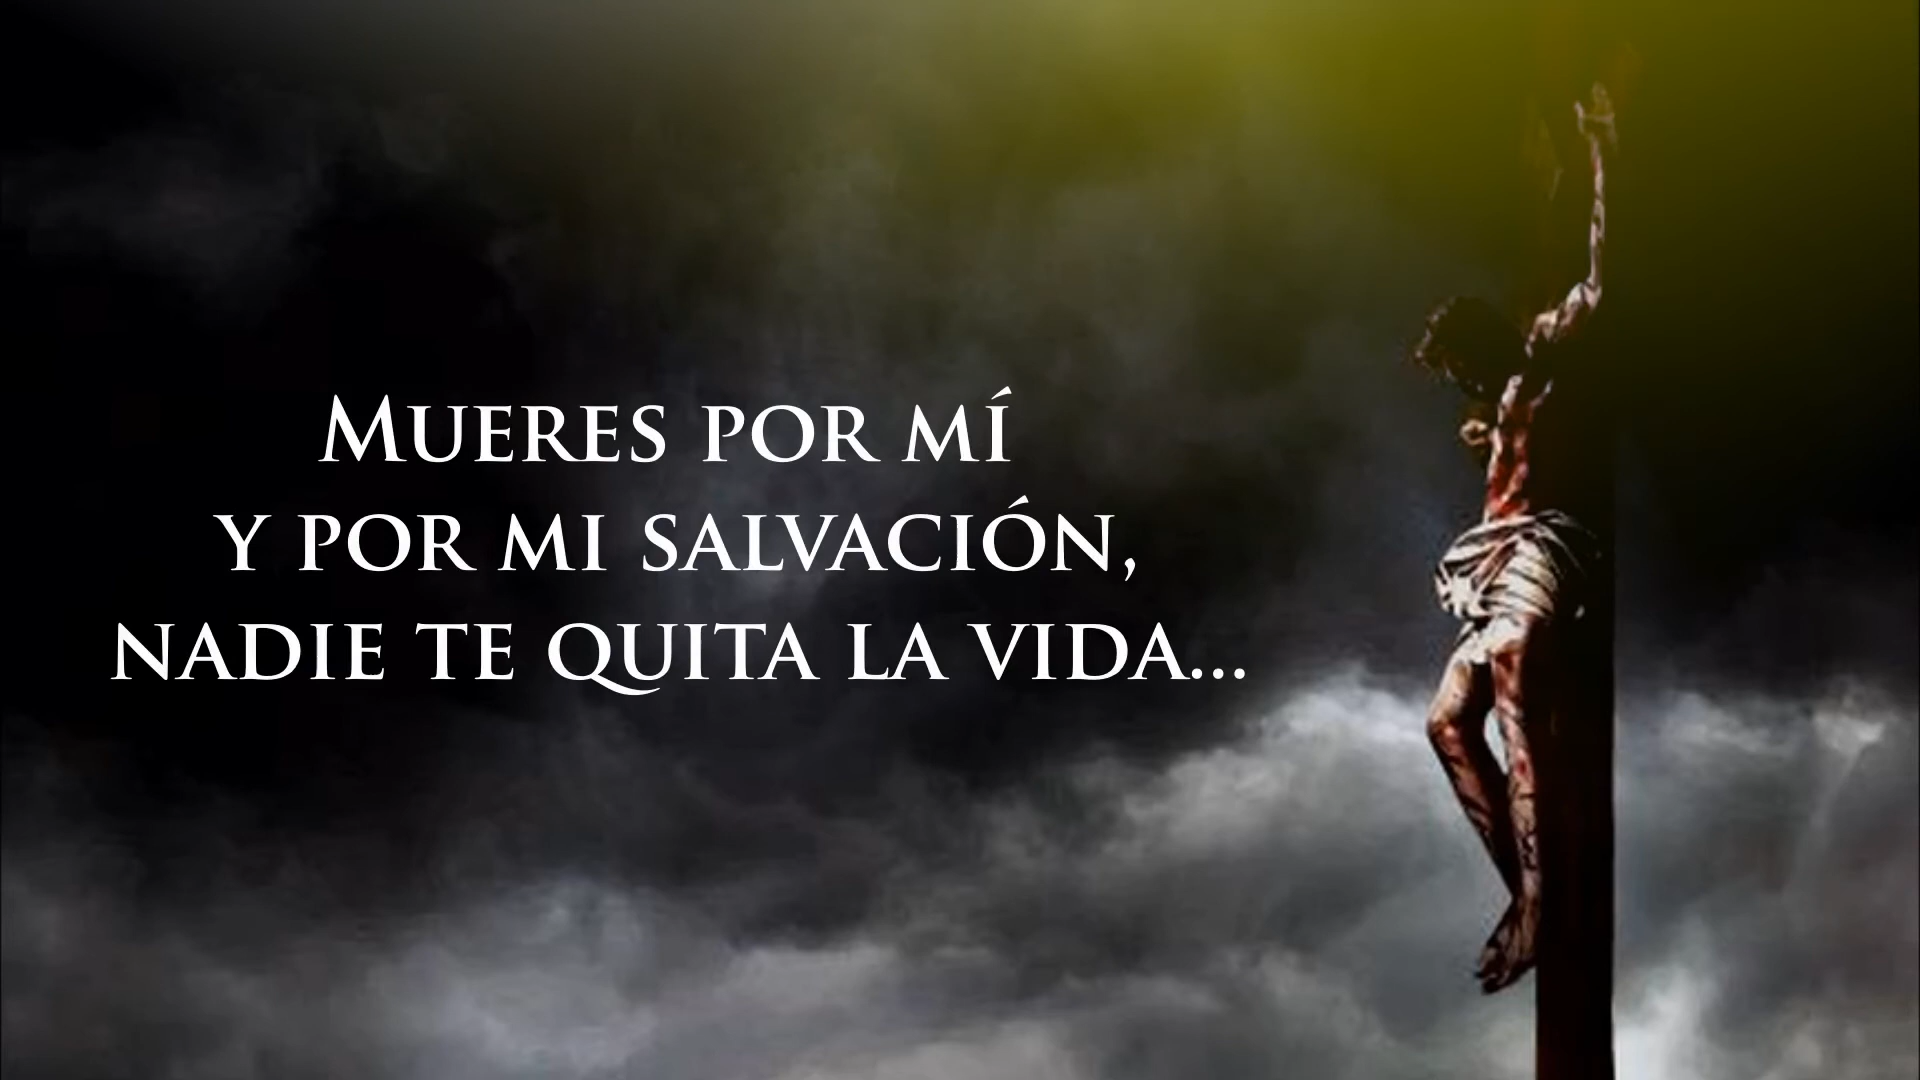 Mueres por mí
y por mi salvación,
nadie te quita la vida...